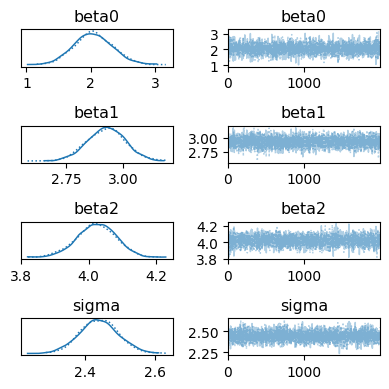 beta0 beta0
3
2
1
1 2 3 0 1000
beta1 beta1
3.00
2.75
2.75 3.00 0 1000
beta2 beta2
4.2
4.0
3.8
3.8 4.0 4.2 0 1000
sigma sigma
2.50
2.25
2.4 2.6 0 1000